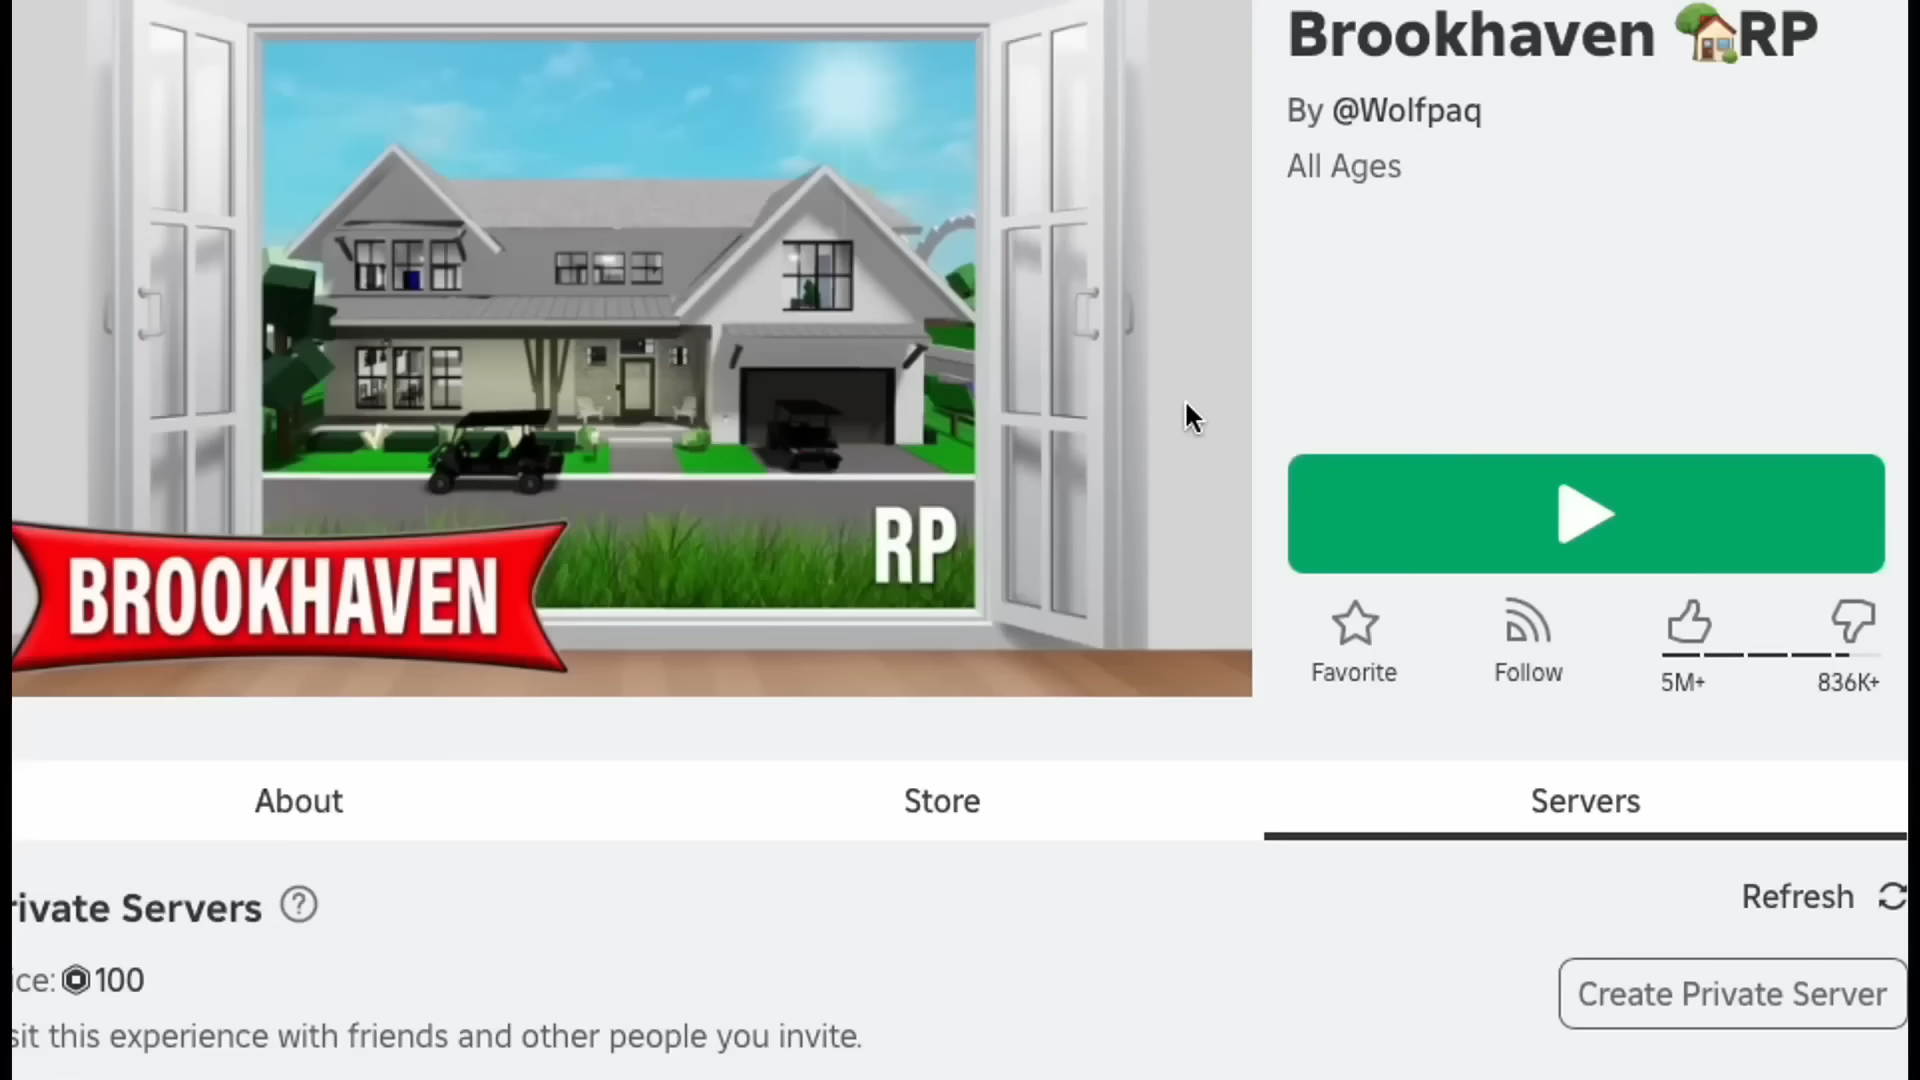 Brookhaven 🏡RP
By @Wolfpaq
All Ages
RP
BROOKHAVEN
Favorite
Follow
5M+
836K+
About
Store
Servers
rivate Servers
Refresh
ice: 100
Create Private Server
sit this experience with friends and other people you invite.